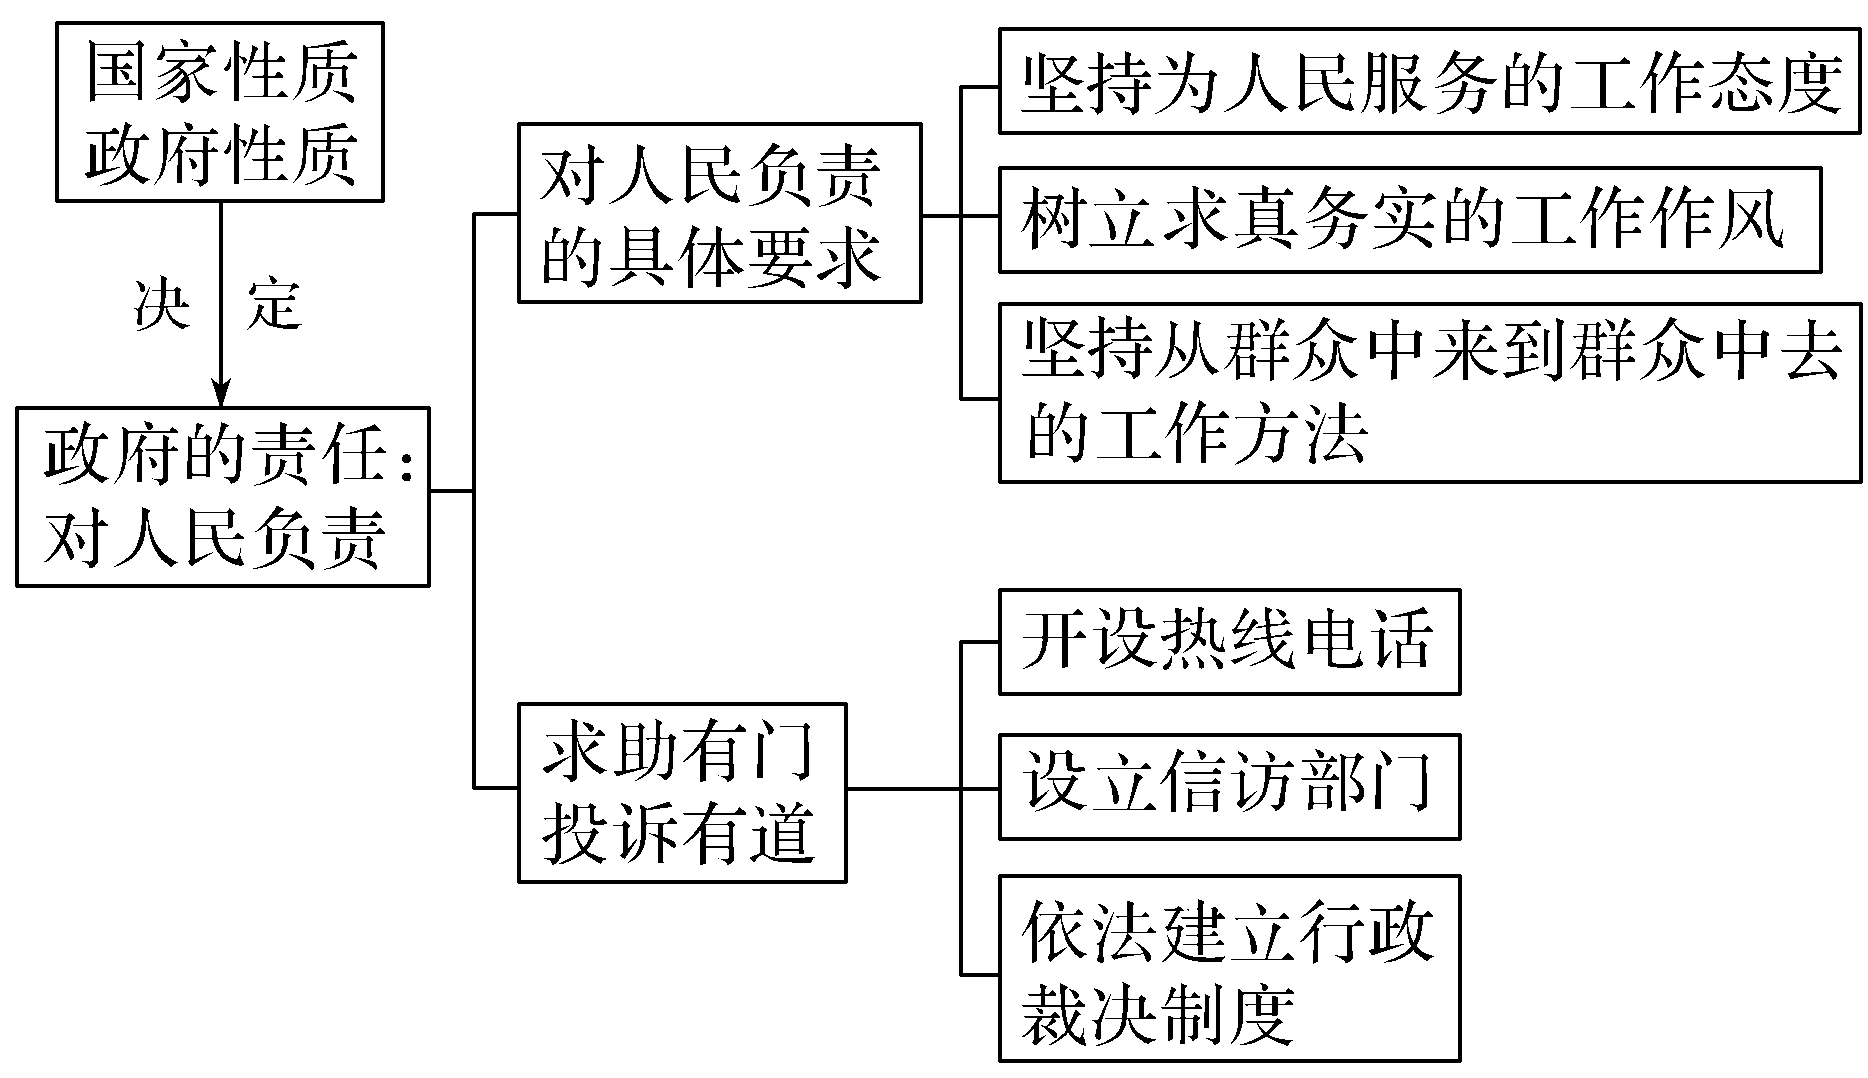 国家性质
政府性质
决 定
政府的责任：
对人民负责
对人民负责
的具体要求
坚持为人民服务的工作态度
树立求真务实的工作作风
坚持从群众中来到群众中去
的工作方法
求助有门
投诉有道
开设热线电话
设立信访部门
依法建立行政
裁决制度